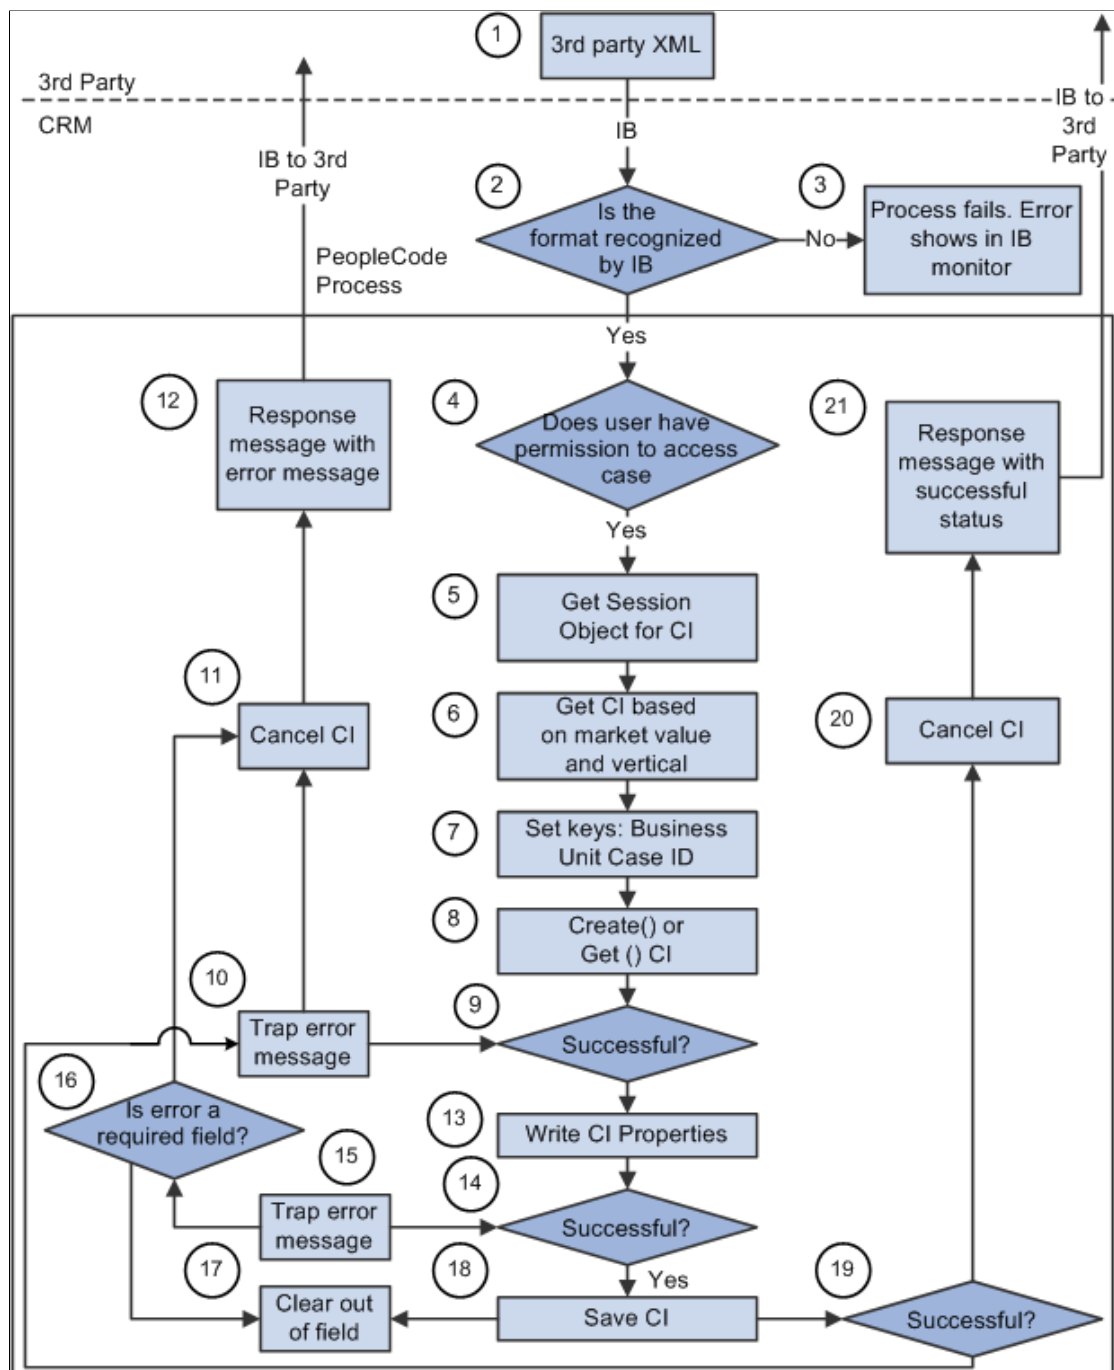 1
3rd party XML
3rd Party
CRM
IB
IB to
3rd
Party
IB to 3rd
Party
2
Is the
format recognized
by IB
No
3
Process fails. Error
shows in IB
monitor
PeopleCode
Process
Yes
12
Response
message with
error message
4
Does user have
permission to access
case
21
Response
message with
successful
status
Yes
5
Get Session
Object for CI
11
Cancel CI
6
Get CI based
on market value
and vertical
20
Cancel CI
7
Set keys: Business
Unit Case ID
8
Create() or
Get () CI
10
Trap error
message
9
Successful?
16
Is error a
required field?
13
Write CI Properties
15
Trap error
message
14
Successful?
Yes
17
Clear out
of field
18
Save CI
19
Successful?